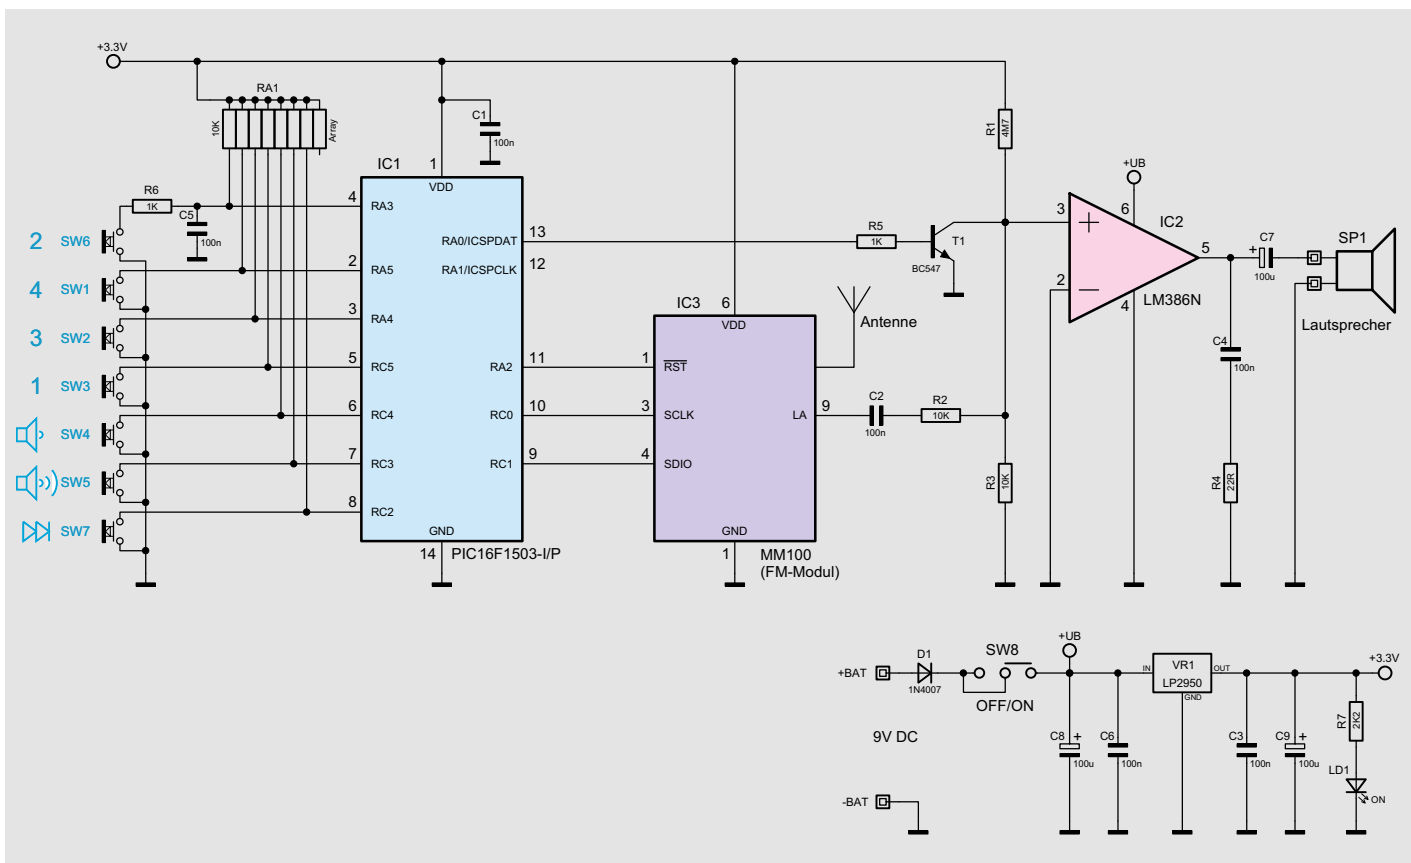 +3.3V
RA1
10K
Array
C1
100n
R1
4M7
+UB
IC1
1
VDD
R6
1K
C5
100n
4
RA3
2
SW6
RA0/ICSPDAT
13
2
RA5
RA1/ICSPCLK
12
4
SW1
3
RA4
3
SW2
5
RC5
RA2
11
1
SW3
6
RC4
RC0
10
SW4
7
RC3
RC1
9
SW5
8
RC2
SW7
GND
14
PIC16F1503-I/P
R5
1K
T1
BC547
IC3
6
VDD
Antenne
1
RST
3
SCLK
LA
9
4
SDIO
C2
100n
R2
10K
R3
10K
GND
1
MM100
(FM-Modul)
3
6
IC2
2
5
4
LM386N
+
C7
100u
SP1
Lautsprecher
C4
100n
R4
22R
+BAT
D1
1N4007
SW8
OFF/ON
+UB
IN
VR1
LP2950
OUT
GND
+3.3V
9V DC
C8
+
100u
C6
100n
C3
100n
C9
+
100u
R7
2K2
LD1
ON
-BAT